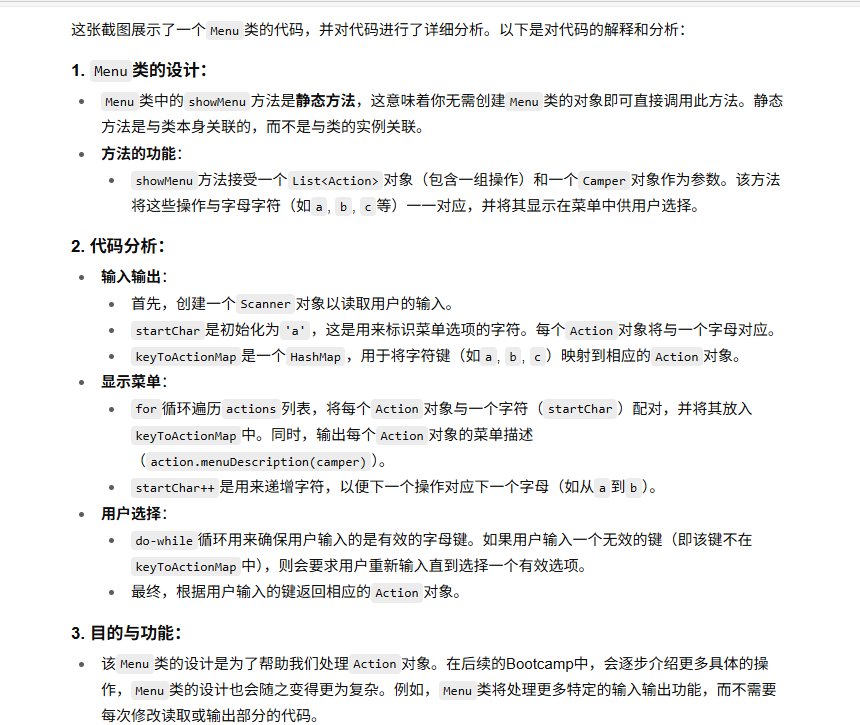 这张截图展示了一个 Menu 类的代码，并对代码进行了详细分析。以下是对代码的解释和分析：
1. Menu 类的设计：
• Menu 类中的 showMenu 方法是静态方法，这意味着你无需创建 Menu 类的对象即可直接调用此方法。静态
方法是与类本身关联的，而不是与类的实例关联。
• 方法的功能：
• showMenu 方法接受一个 List<Action> 对象（包含一组操作）和一个 Camper 对象作为参数。该方法
将这些操作与字母字符（如 a, b, c 等）一一对应，并将其显示在菜单中供用户选择。
2. 代码分析：
• 输入输出：
• 首先，创建一个 Scanner 对象以读取用户的输入。
• startChar 是初始化为 'a'，这是用来标识菜单选项的字符。每个 Action 对象将与一个字母对应。
• keyToActionMap 是一个 HashMap，用于将字符键（如 a, b, c ）映射到相应的 Action 对象。
• 显示菜单：
• for 循环遍历 actions 列表，将每个 Action 对象与一个字符（ startChar ）配对，并将其放入
keyToActionMap 中。同时，输出每个 Action 对象的菜单描述
（ action.menuDescription(camper) ）。
• startChar++ 是用来递增字符，以便下一个操作对应下一个字母（如从 a 到 b ）。
• 用户选择：
• do-while 循环用来确保用户输入的是有效的字母键。如果用户输入一个无效的键（即该键不在
keyToActionMap 中），则会要求用户重新输入直到选择一个有效选项。
• 最终，根据用户输入的键返回相应的 Action 对象。
3. 目的与功能：
• 该 Menu 类的设计是为了帮助我们处理 Action 对象。在后续的Bootcamp中，会逐步介绍更多具体的操
作，Menu 类的设计也会随之变得更为复杂。例如，Menu 类将处理更多特定的输入输出功能，而不需要
每次修改读取或输出部分的代码。